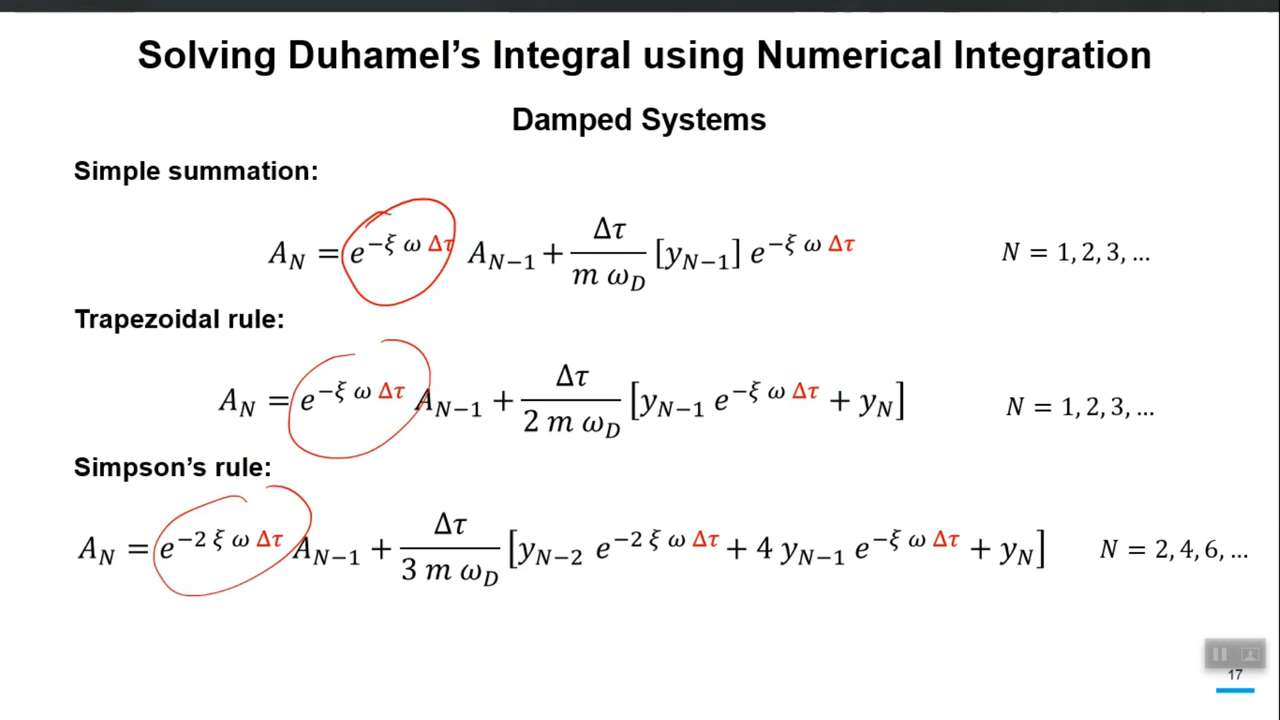 Solving Duhamel's Integral using Numerical Integration
Damped Systems
Simple summation:
A_N = e^{−ξ ω Δτ} A_{N−1} + \frac{Δτ}{m ω_D} [y_{N−1}] e^{−ξ ω Δτ} N = 1, 2, 3, …
Trapezoidal rule:
A_N = e^{−ξ ω Δτ} A_{N−1} + \frac{Δτ}{2 m ω_D} [y_{N−1} e^{−ξ ω Δτ} + y_N] N = 1, 2, 3, …
Simpson's rule:
A_N = e^{−2 ξ ω Δτ} A_{N−1} + \frac{Δτ}{3 m ω_D} [y_{N−2} e^{−2 ξ ω Δτ} + 4 y_{N−1} e^{−ξ ω Δτ} + y_N] N = 2, 4, 6, …
17